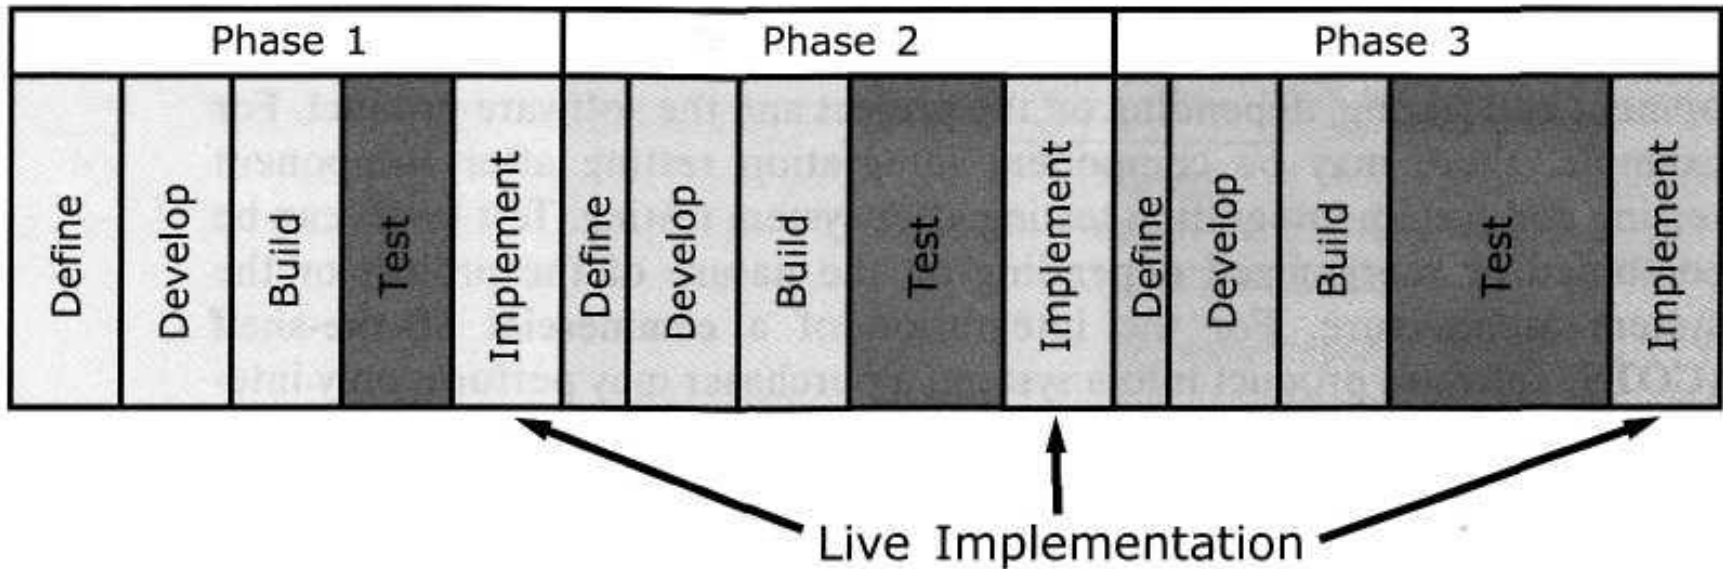 Phase 1
Phase 2
Phase 3
Define
Develop
Build
Test
Implement
Define
Develop
Build
Test
Implement
Define
Develop
Build
Test
Implement
Live Implementation